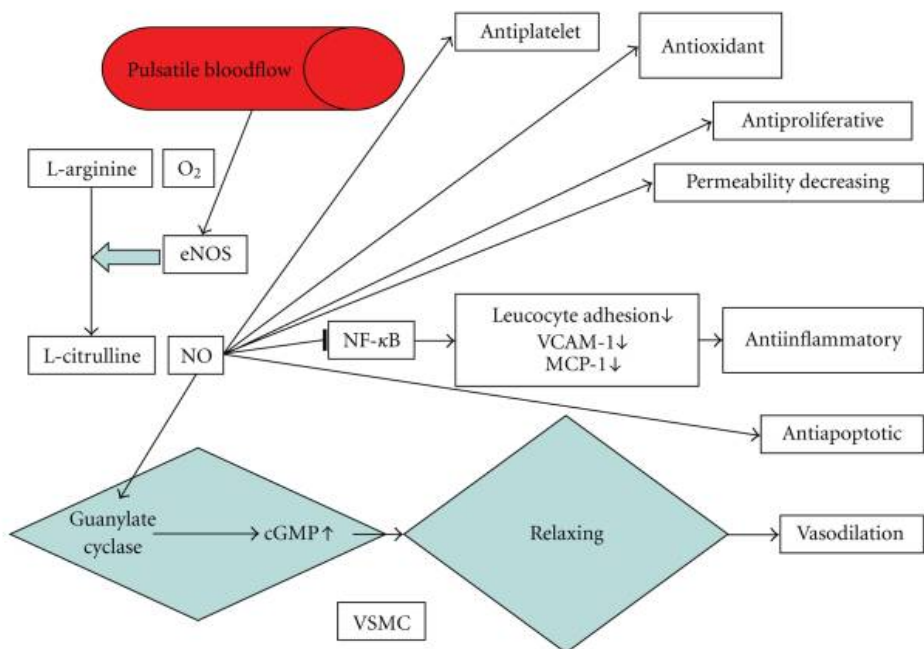 Antiplatelet
Antioxidant
Pulsatile bloodflow
Antiproliferative
L-arginine
O₂
Permeability decreasing
eNOS
Leucocyte adhesion↓
VCAM-1↓
MCP-1↓
NF-κB
Antiinflammatory
L-citrulline
NO
Antiapoptotic
Guanylate
cyclase
cGMP↑
Relaxing
Vasodilation
VSMC